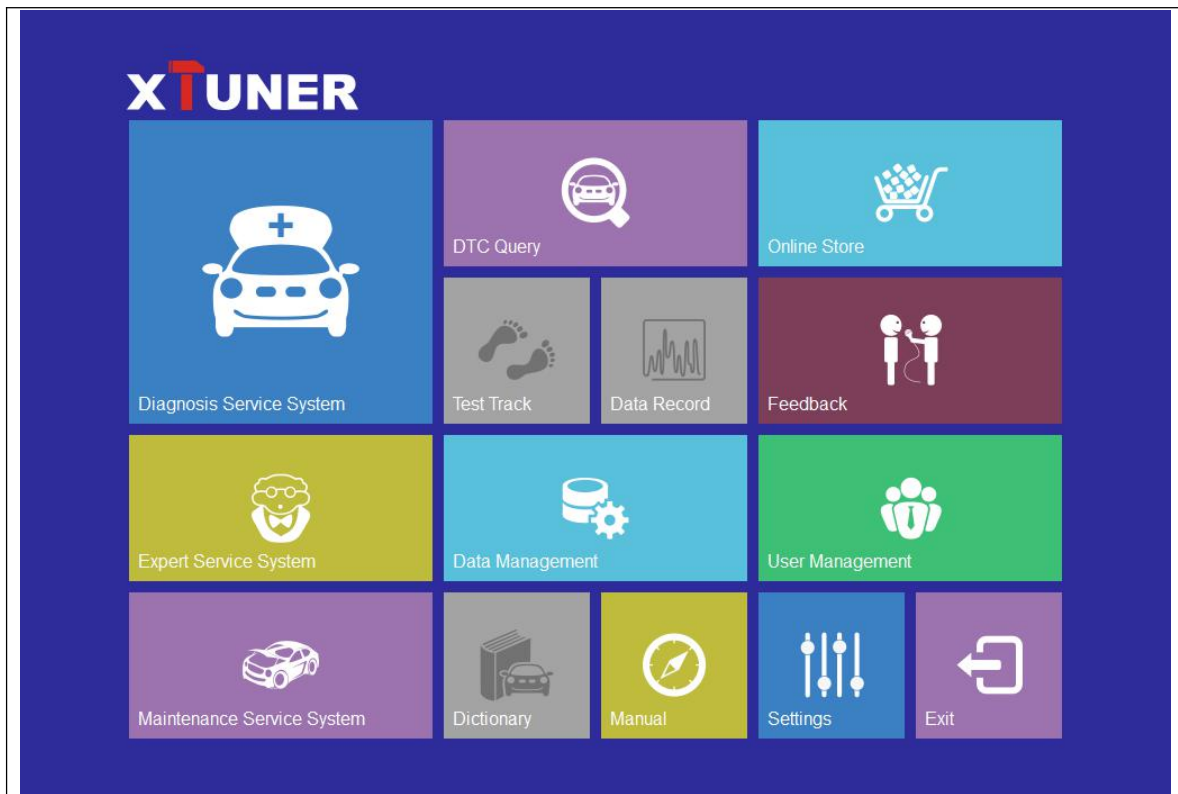 XTUNER
DTC Query
Online Store
Diagnosis Service System
Test Track
Data Record
Feedback
Expert Service System
Data Management
User Management
Maintenance Service System
Dictionary
Manual
Settings
Exit